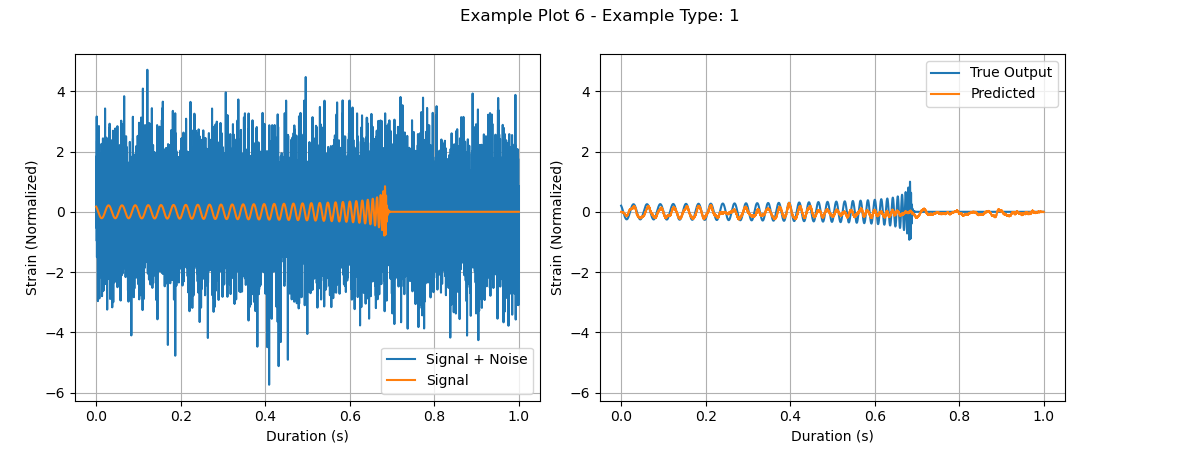 Example Plot 6 - Example Type: 1
Strain (Normalized)
4
2
0
−2
−4
−6
0.0 0.2 0.4 0.6 0.8 1.0
Duration (s)
Signal + Noise
Signal
Strain (Normalized)
4
2
0
−2
−4
−6
0.0 0.2 0.4 0.6 0.8 1.0
Duration (s)
True Output
Predicted